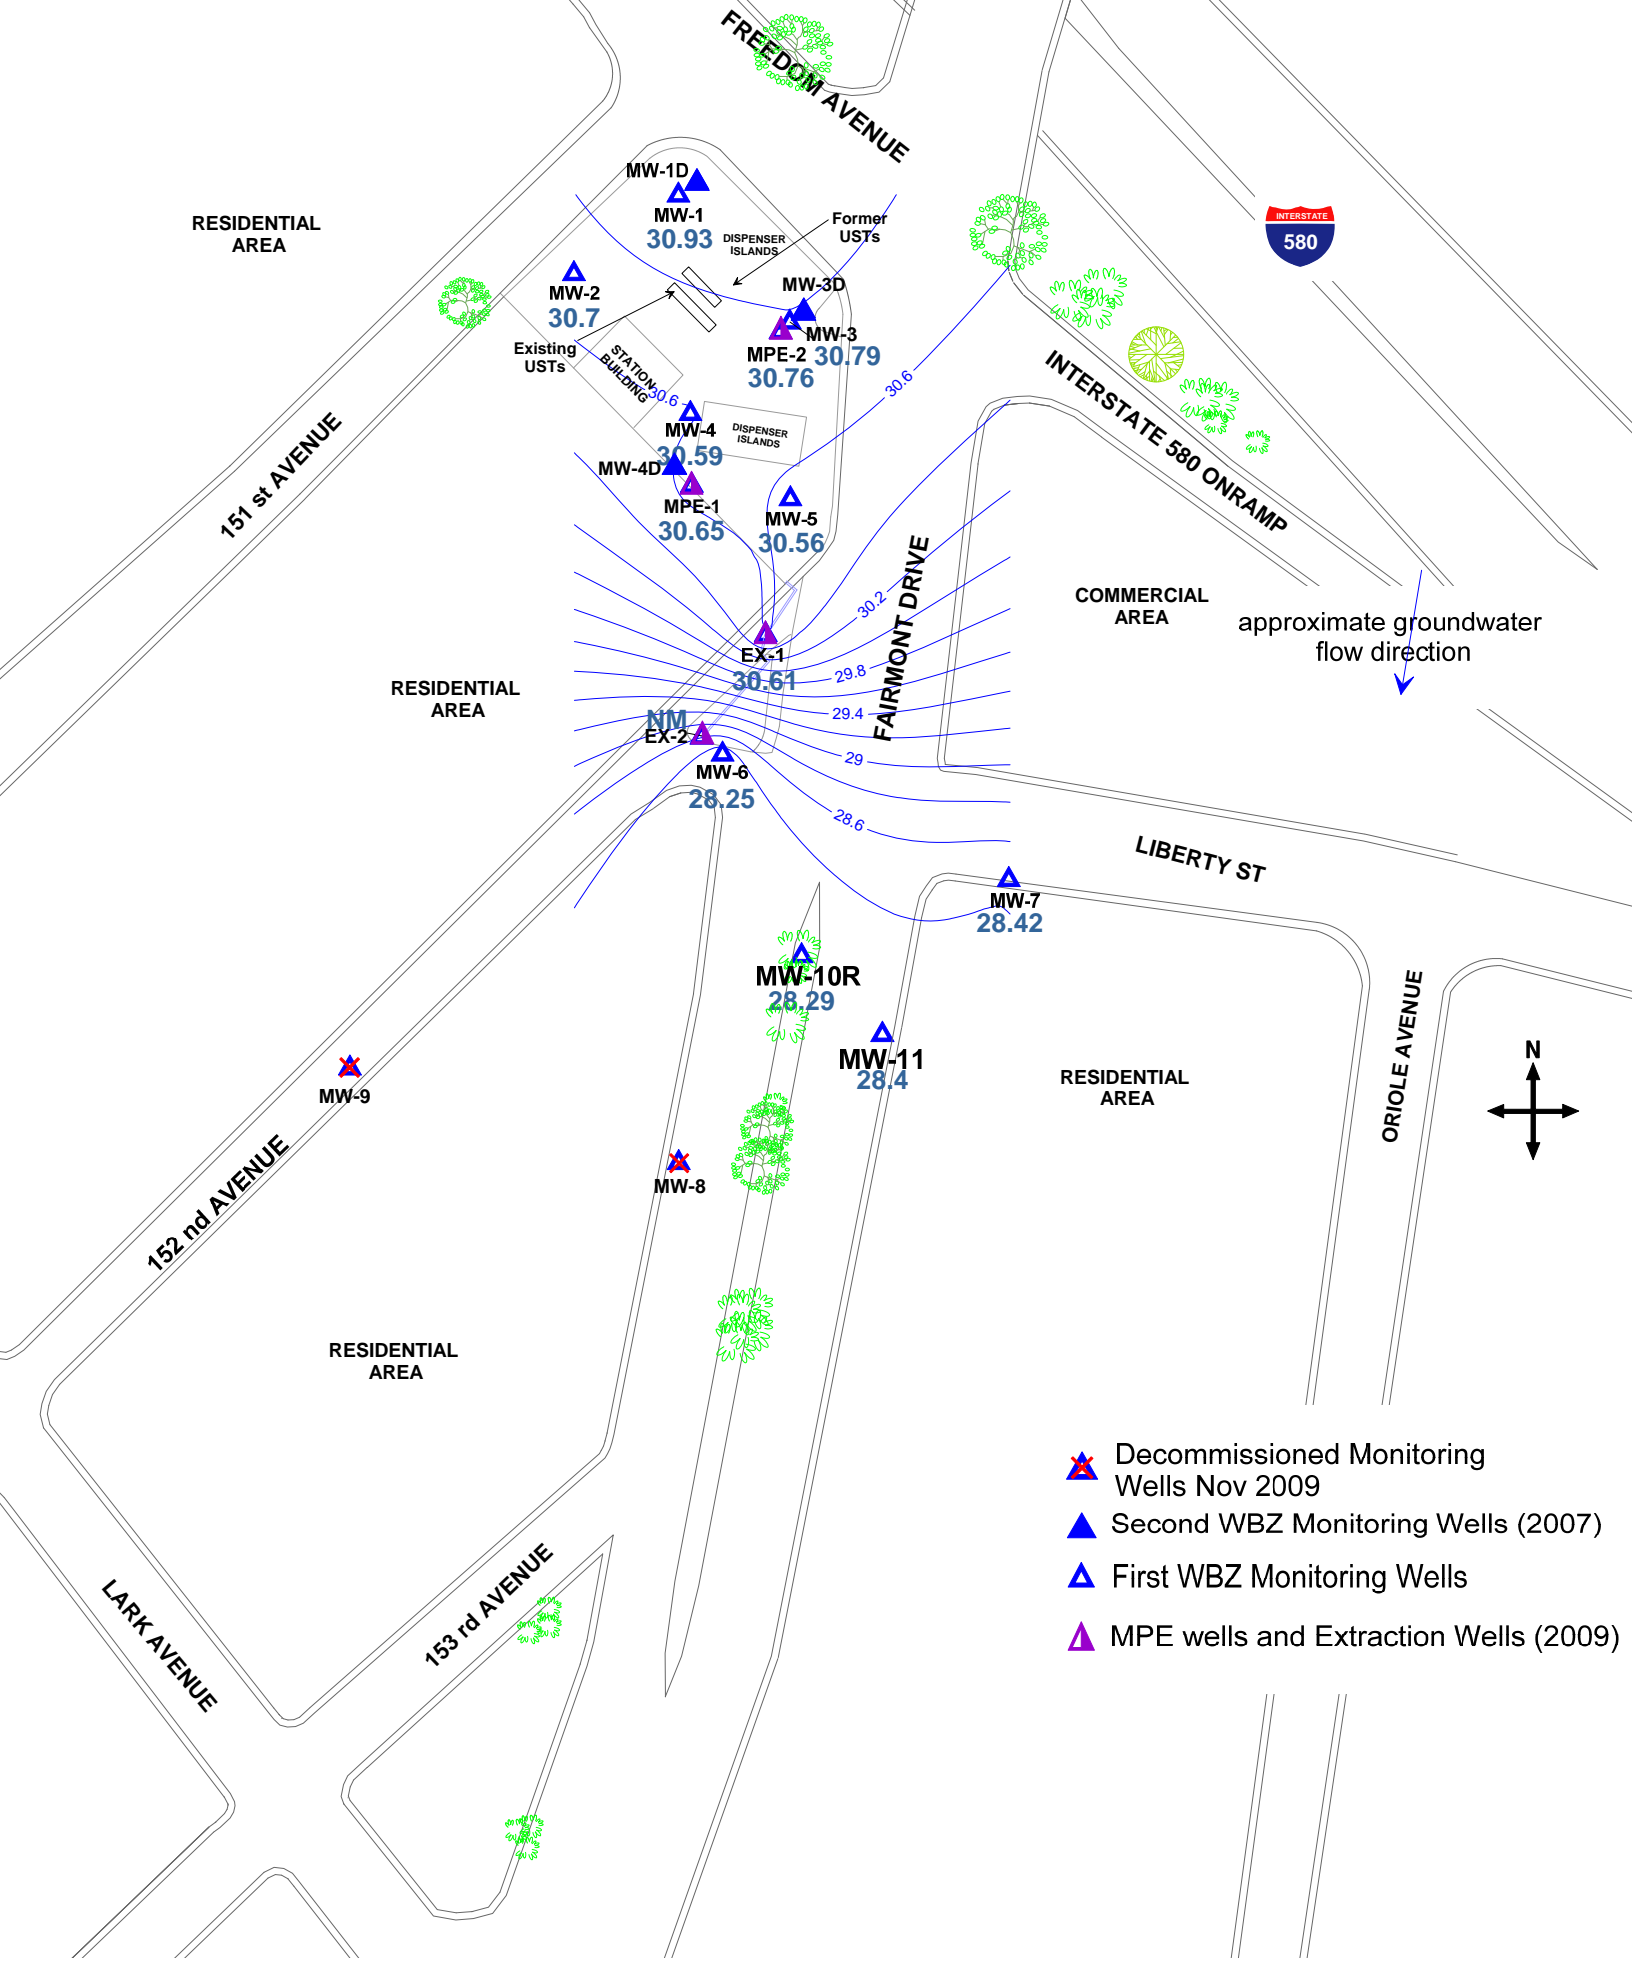 FREEDOM AVENUE
MW-1D
MW-1
30.93
DISPENSER
ISLANDS
Former
USTs
RESIDENTIAL
AREA
INTERSTATE
580
MW-2
30.7
MW-3D
MW-3
30.79
MPE-2
30.76
Existing
USTs
STATION
BUILDING
30.6
30.6
MW-4
30.59
DISPENSER
ISLANDS
MW-4D
MPE-1
30.65
MW-5
30.56
151 st AVENUE
INTERSTATE 580 ONRAMP
FAIRMONT DRIVE
COMMERCIAL
AREA
approximate groundwater
flow direction
30.2
EX-1
30.61
29.8
RESIDENTIAL
AREA
29.4
NM
EX-2
29
MW-6
28.25
28.6
LIBERTY ST
MW-7
28.42
MW-10R
28.29
MW-11
28.4
ORIOLE AVENUE
N
RESIDENTIAL
AREA
MW-9
MW-8
152 nd AVENUE
RESIDENTIAL
AREA
153 rd AVENUE
LARK AVENUE
Decommissioned Monitoring
Wells Nov 2009
Second WBZ Monitoring Wells (2007)
First WBZ Monitoring Wells
MPE wells and Extraction Wells (2009)